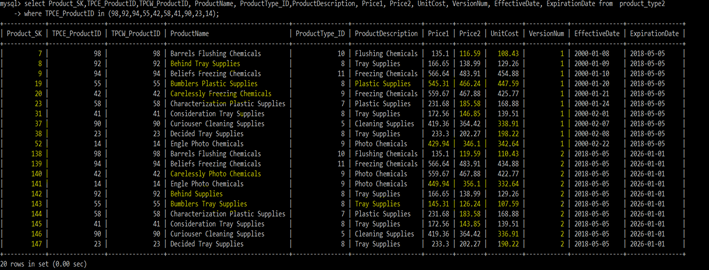 mysql> select Product_SK,TPCE_ProductID,TPCW_ProductID, ProductName, ProductType_ID,ProductDescription, Price1, Price2, UnitCost, VersionNum, EffectiveDate, ExpirationDate from product_type2
-> where TPCE_ProductID in (98,92,94,55,42,58,41,90,23,14);
| Product_SK | TPCE_ProductID | TPCW_ProductID | ProductName | ProductType_ID | ProductDescription | Price1 | Price2 | UnitCost | VersionNum | EffectiveDate | ExpirationDate |
| 7 | 98 | 98 | Barrels Flushing Chemicals | 10 | Flushing Chemicals | 135.1 | 116.59 | 108.43 | 1 | 2000-01-08 | 2018-05-05 |
| 8 | 92 | 92 | Behind Tray Supplies | 8 | Tray Supplies | 166.65 | 138.99 | 129.26 | 1 | 2000-01-09 | 2018-05-05 |
| 9 | 94 | 94 | Beliefs Freezing Chemicals | 11 | Freezing Chemicals | 566.64 | 483.91 | 454.88 | 1 | 2000-01-10 | 2018-05-05 |
| 19 | 55 | 55 | Bumblers Plastic Supplies | 8 | Plastic Supplies | 545.31 | 466.24 | 447.59 | 1 | 2000-01-20 | 2018-05-05 |
| 20 | 42 | 42 | Carelessly Freezing Chemicals | 9 | Freezing Chemicals | 559.67 | 467.88 | 425.77 | 1 | 2000-01-21 | 2018-05-05 |
| 23 | 58 | 58 | Characterization Plastic Supplies | 7 | Plastic Supplies | 231.68 | 185.58 | 168.88 | 1 | 2000-01-24 | 2018-05-05 |
| 31 | 41 | 41 | Consideration Tray Supplies | 8 | Tray Supplies | 172.56 | 146.85 | 139.51 | 1 | 2000-02-01 | 2018-05-05 |
| 37 | 90 | 90 | Curiouser Cleaning Supplies | 5 | Cleaning Supplies | 419.36 | 364.42 | 338.91 | 1 | 2000-02-07 | 2018-05-05 |
| 38 | 23 | 23 | Decided Tray Supplies | 8 | Tray Supplies | 233.3 | 202.27 | 198.22 | 1 | 2000-02-08 | 2018-05-05 |
| 52 | 14 | 14 | Engle Photo Chemicals | 9 | Photo Chemicals | 429.94 | 346.1 | 342.64 | 1 | 2000-02-22 | 2018-05-05 |
| 138 | 98 | 98 | Barrels Flushing Chemicals | 10 | Flushing Chemicals | 135.1 | 119.59 | 110.43 | 2 | 2018-05-05 | 2026-01-01 |
| 139 | 94 | 94 | Beliefs Freezing Chemicals | 11 | Freezing Chemicals | 566.64 | 483.91 | 434.88 | 2 | 2018-05-05 | 2026-01-01 |
| 140 | 42 | 42 | Carelessly Photo Chemicals | 9 | Photo Chemicals | 559.67 | 467.88 | 422.77 | 2 | 2018-05-05 | 2026-01-01 |
| 141 | 14 | 14 | Engle Photo Chemicals | 9 | Photo Chemicals | 449.94 | 356.1 | 332.64 | 2 | 2018-05-05 | 2026-01-01 |
| 142 | 92 | 92 | Behind Supplies | 8 | Tray Supplies | 166.65 | 138.99 | 129.26 | 2 | 2018-05-05 | 2026-01-01 |
| 143 | 55 | 55 | Bumblers Tray Supplies | 8 | Tray Supplies | 145.31 | 126.24 | 107.59 | 2 | 2018-05-05 | 2026-01-01 |
| 144 | 58 | 58 | Characterization Plastic Supplies | 7 | Plastic Supplies | 231.68 | 183.58 | 168.88 | 2 | 2018-05-05 | 2026-01-01 |
| 145 | 41 | 41 | Consideration Tray Supplies | 8 | Tray Supplies | 172.56 | 143.85 | 139.51 | 2 | 2018-05-05 | 2026-01-01 |
| 146 | 90 | 90 | Curiouser Cleaning Supplies | 5 | Cleaning Supplies | 419.36 | 364.42 | 336.91 | 2 | 2018-05-05 | 2026-01-01 |
| 147 | 23 | 23 | Decided Tray Supplies | 8 | Tray Supplies | 233.3 | 202.27 | 190.22 | 2 | 2018-05-05 | 2026-01-01 |
20 rows in set (0.00 sec)